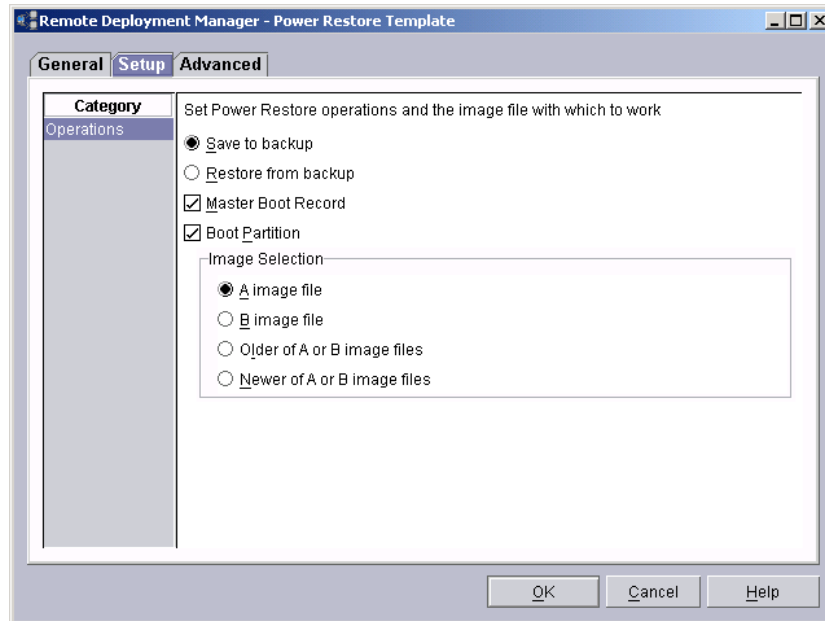 Remote Deployment Manager - Power Restore Template
General Setup Advanced
Category
Operations
Set Power Restore operations and the image file with which to work
Save to backup
Restore from backup
Master Boot Record
Boot Partition
Image Selection
A image file
B image file
Older of A or B image files
Newer of A or B image files
OK Cancel Help